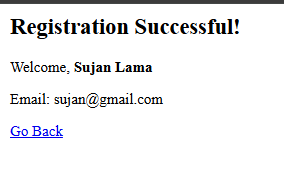 Registration Successful!
Welcome, Sujan Lama
Email: sujan@gmail.com
Go Back